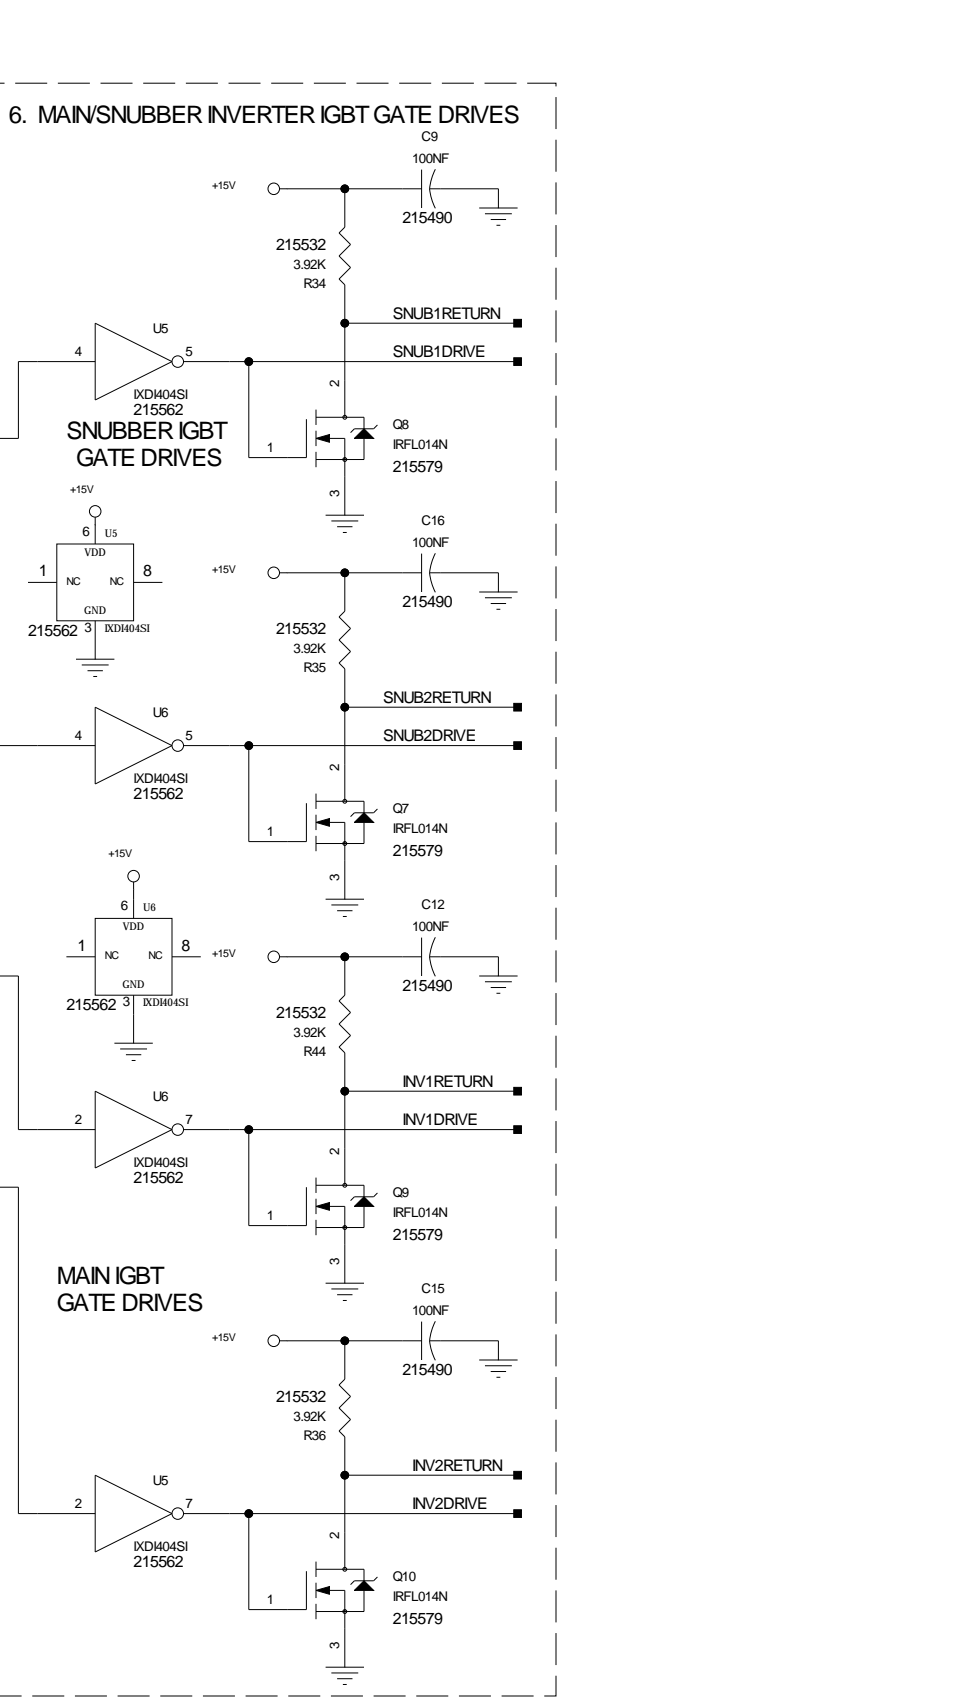 6. MAIN/SNUBBER INVERTER IGBT GATE DRIVES
C9
100NF
+15V
215490
215532
3.92K
R34
SNUB1RETURN
U5
SNUB1DRIVE
4
5
2
IXDI404SI
215562
SNUBBER IGBT
GATE DRIVES
Q8
IRFL014N
215579
1
3
+15V
6
U5
VDD
1
NC
NC
8
GND
215562
3
IXDI404SI
C16
100NF
+15V
215490
215532
3.92K
R35
SNUB2RETURN
U6
SNUB2DRIVE
4
5
2
IXDI404SI
215562
Q7
IRFL014N
215579
1
3
+15V
6
U6
VDD
1
NC
NC
8
GND
215562
3
IXDI404SI
C12
100NF
+15V
215490
215532
3.92K
R44
INV1RETURN
U6
INV1DRIVE
2
7
2
IXDI404SI
215562
Q9
IRFL014N
215579
1
3
MAIN IGBT
GATE DRIVES
C15
100NF
+15V
215490
215532
3.92K
R36
INV2RETURN
U5
INV2DRIVE
2
7
2
IXDI404SI
215562
Q10
IRFL014N
215579
1
3